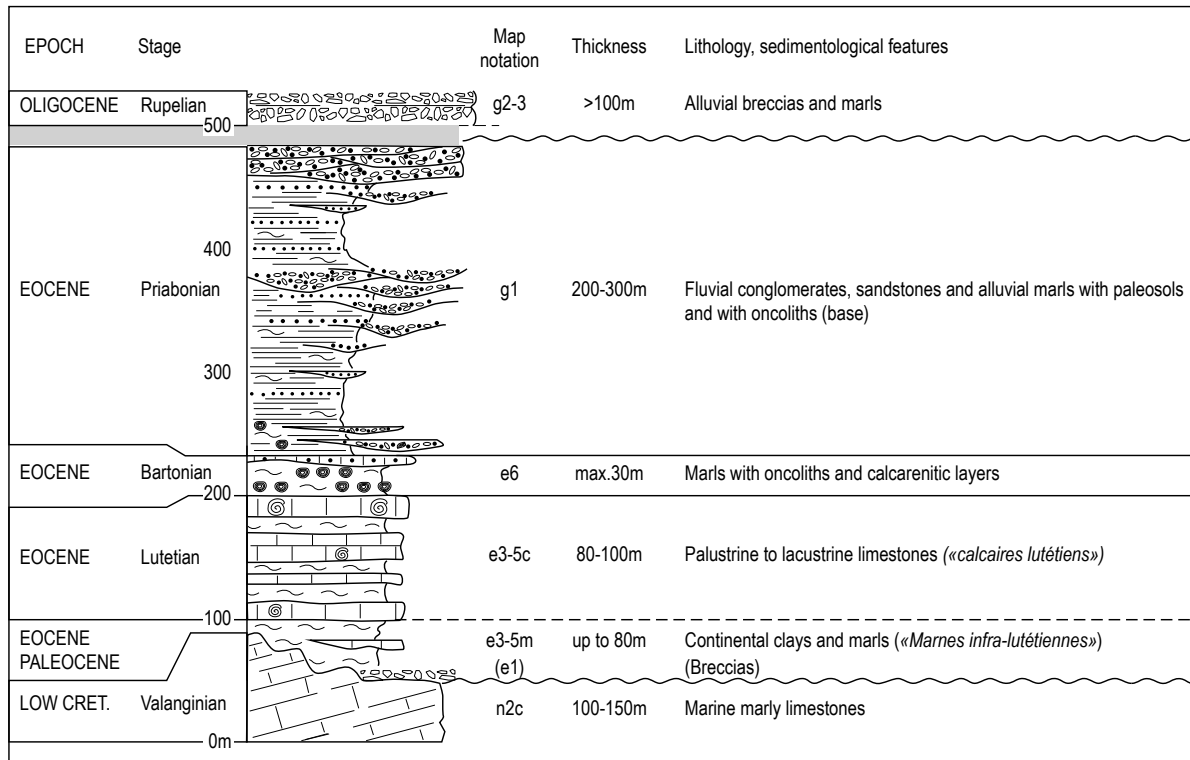 EPOCH Stage Map notation Thickness Lithology, sedimentological features
OLIGOCENE Rupelian g2-3 >100m Alluvial breccias and marls
500
400
EOCENE Priabonian g1 200-300m Fluvial conglomerates, sandstones and alluvial marls with paleosols
and with oncoliths (base)
300
EOCENE Bartonian e6 max.30m Marls with oncoliths and calcarenitic layers
200
EOCENE Lutetian e3-5c 80-100m Palustrine to lacustrine limestones («calcaires lutétiens»)
100
EOCENE e3-5m up to 80m Continental clays and marls («Marnes infra-lutétiennes»)
PALEOCENE (e1) (Breccias)
LOW CRET. Valanginian n2c 100-150m Marine marly limestones
0m